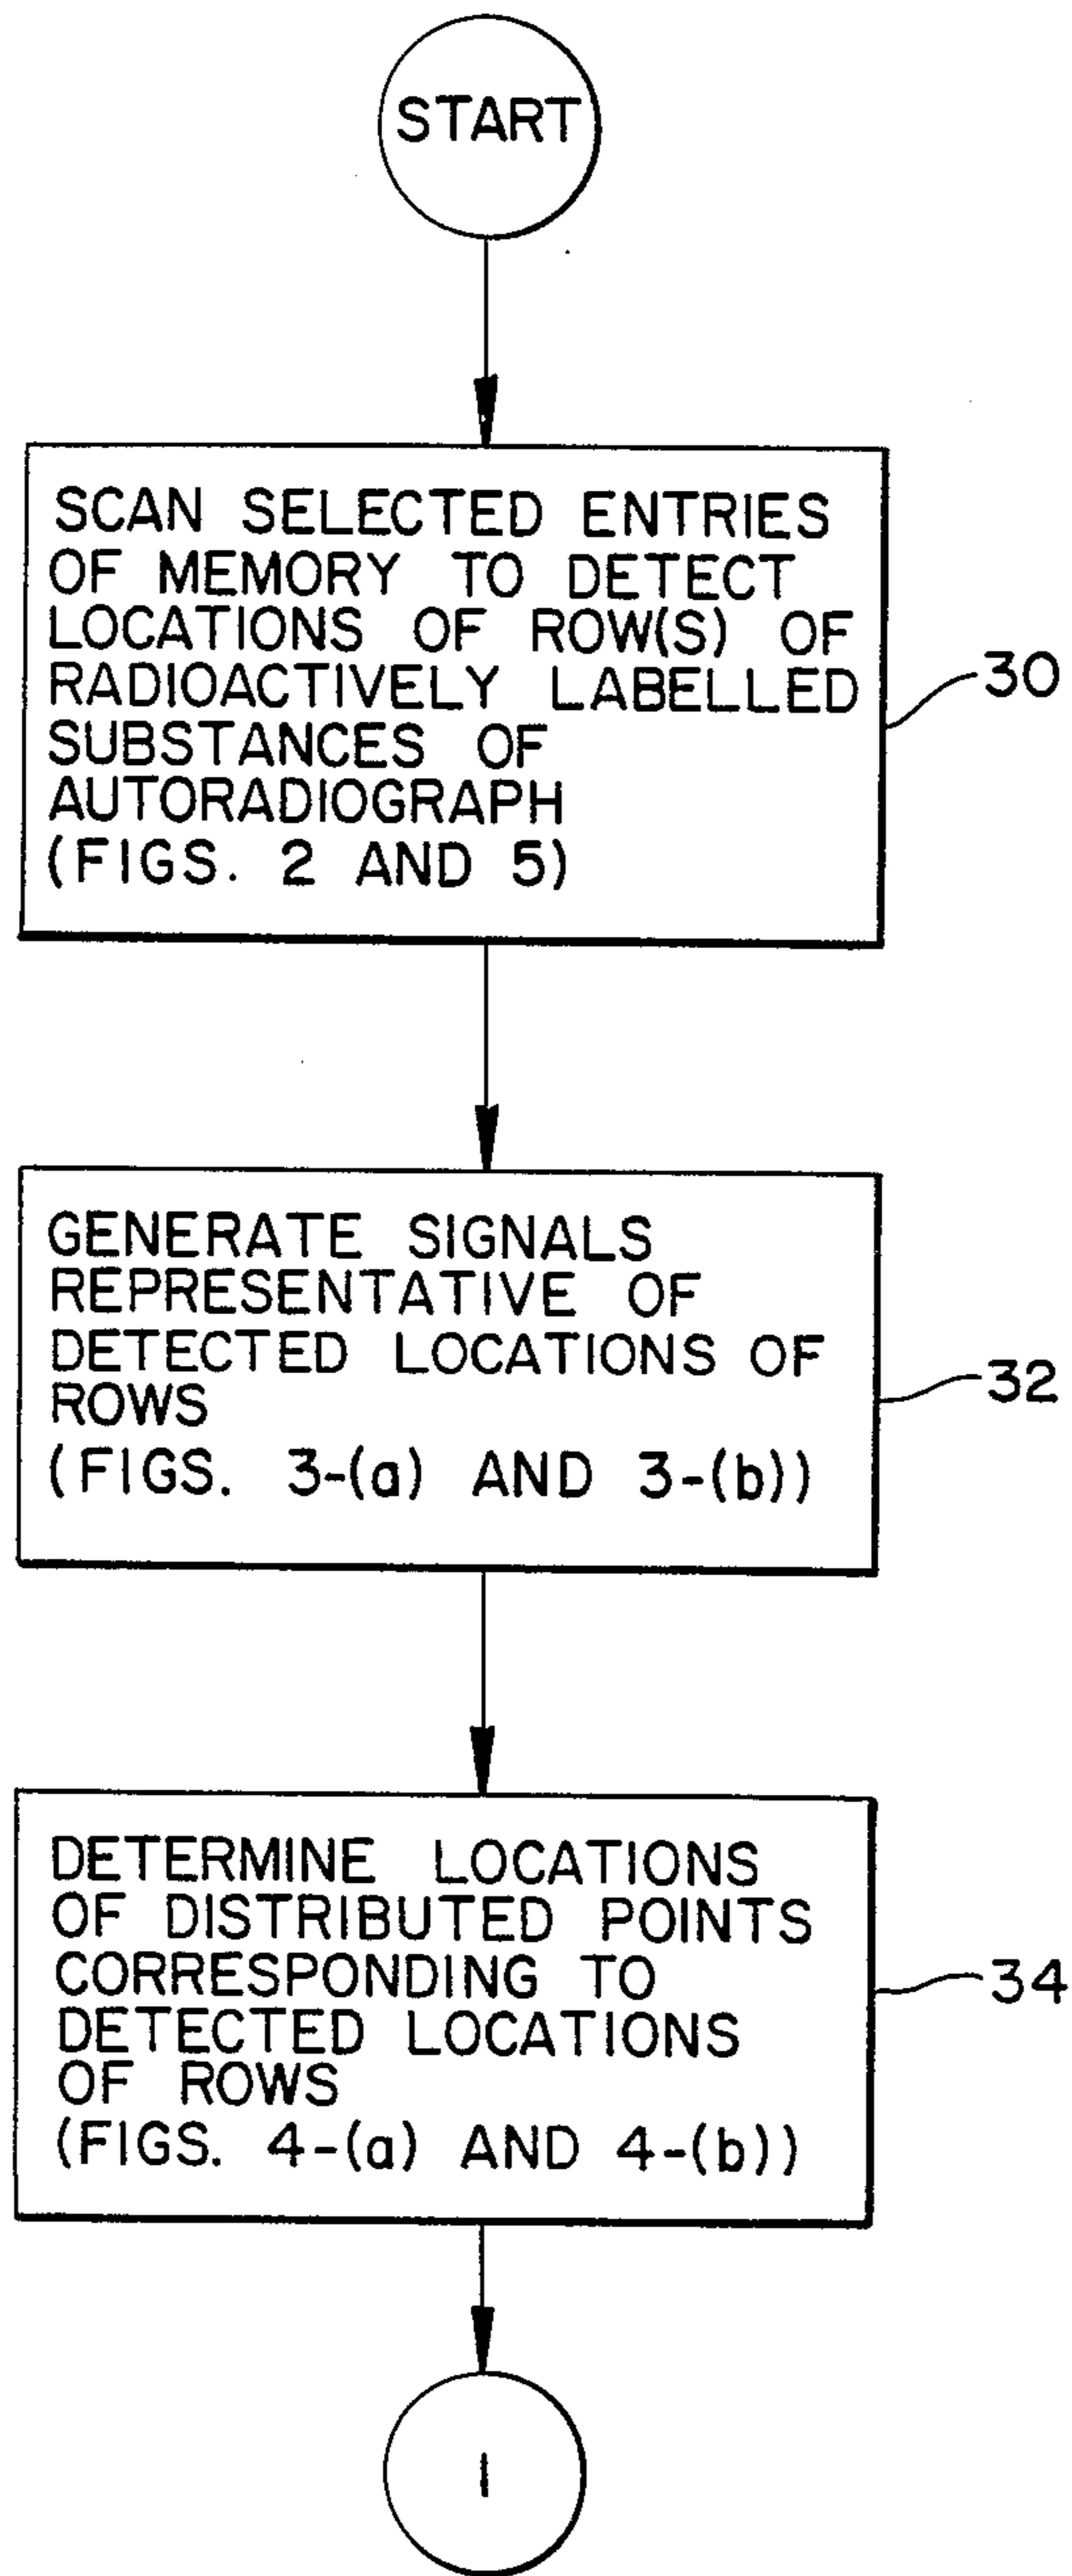 START
SCAN SELECTED ENTRIES
OF MEMORY TO DETECT
LOCATIONS OF ROW(S) OF
RADIOACTIVELY LABELLED
SUBSTANCES OF
AUTORADIOGRAPH
(FIGS. 2 AND 5)
30
GENERATE SIGNALS
REPRESENTATIVE OF
DETECTED LOCATIONS OF
ROWS
(FIGS. 3-(a) AND 3-(b))
32
DETERMINE LOCATIONS
OF DISTRIBUTED POINTS
CORRESPONDING TO
DETECTED LOCATIONS
OF ROWS
(FIGS. 4-(a) AND 4-(b))
34
I